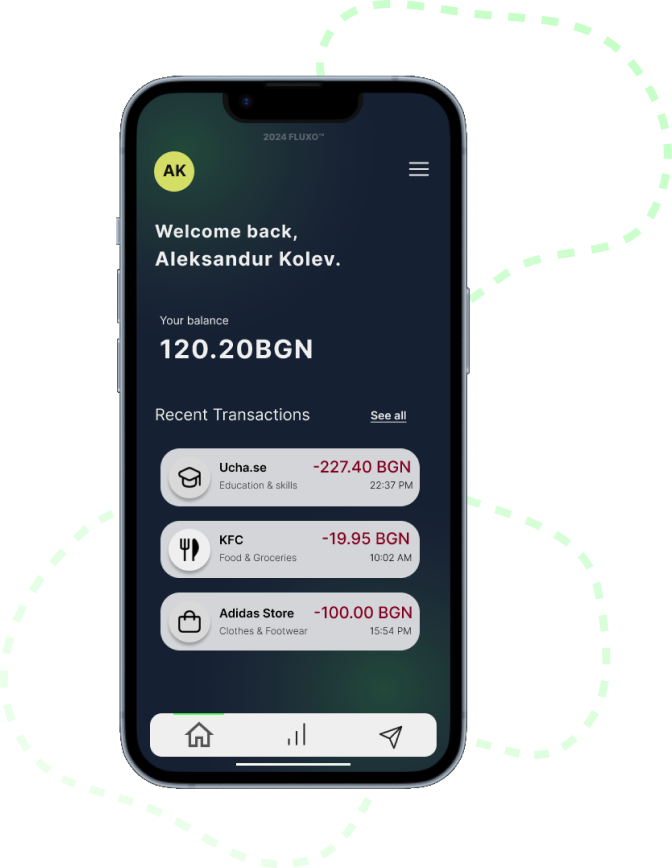 2024 FLUXO™
AK
Welcome back,
Aleksandur Kolev.
Your balance
120.20BGN
Recent Transactions
See all
Ucha.se
-227.40 BGN
Education & skills
22:37 PM
KFC
-19.95 BGN
Food & Groceries
10:02 AM
Adidas Store
-100.00 BGN
Clothes & Footwear
15:54 PM